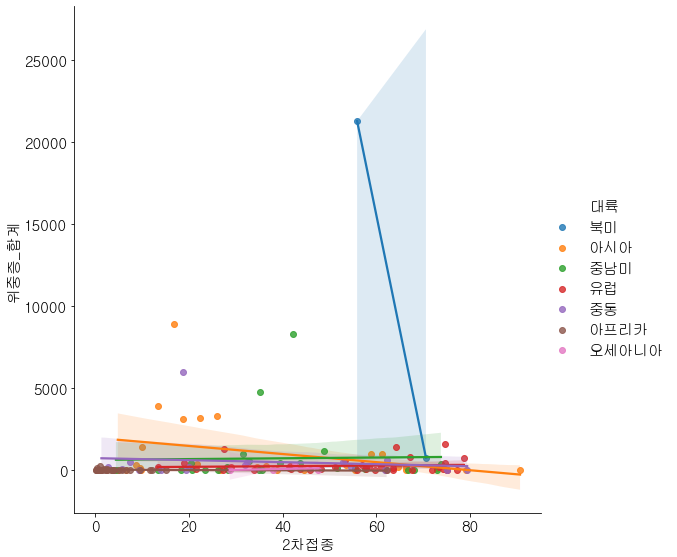 25000
20000
15000
10000
5000
0
위중증_합계
0 20 40 60 80
2차접종
대륙
북미
아시아
중남미
유럽
중동
아프리카
오세아니아